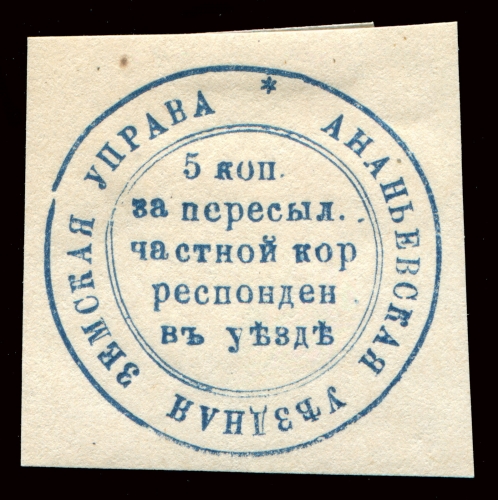 АНАНЬЕВСКАЯ УѢЗДНАЯ ЗЕМСКАЯ УПРАВА *
5 коп.
за пересыл.
частной кор
респонден
въ уѣздѣ